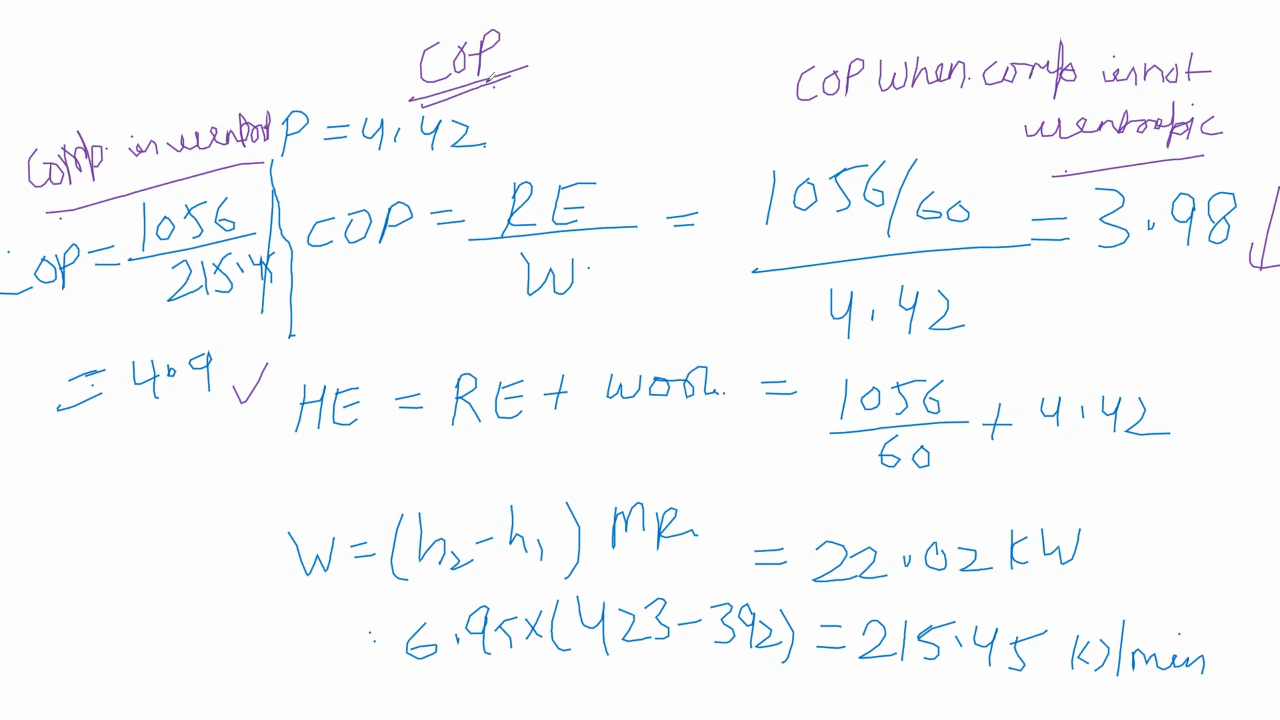 COP
COP When comp is not
isentropic
Comp. is isentrop P = 4.42
COP = 1056 / 215.45
COP = RE / W = 1056/60 / 4.42 = 3.98 ↓
= 4.9 ✓
HE = RE + work = 1056 / 60 + 4.42
= 22.02 KW
W = (h₂ - h₁) MR
: 6.95 x (423 - 392) = 215.45 KJ/min